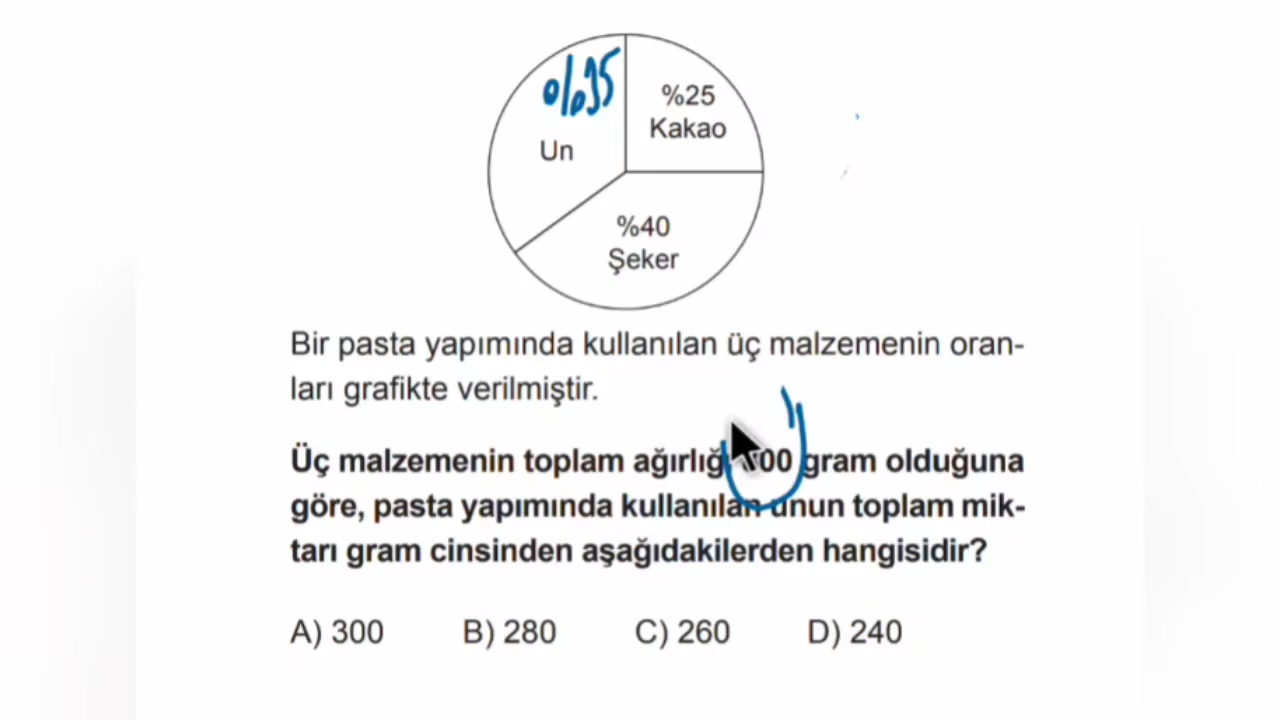 %35
%25
Kakao
Un
%40
Şeker
Bir pasta yapımında kullanılan üç malzemenin oran-
ları grafikte verilmiştir.
Üç malzemenin toplam ağırlığı gram olduğuna
göre, pasta yapımında kullanılan unun toplam mik-
tarı gram cinsinden aşağıdakilerden hangisidir?
A) 300 B) 280 C) 260 D) 240